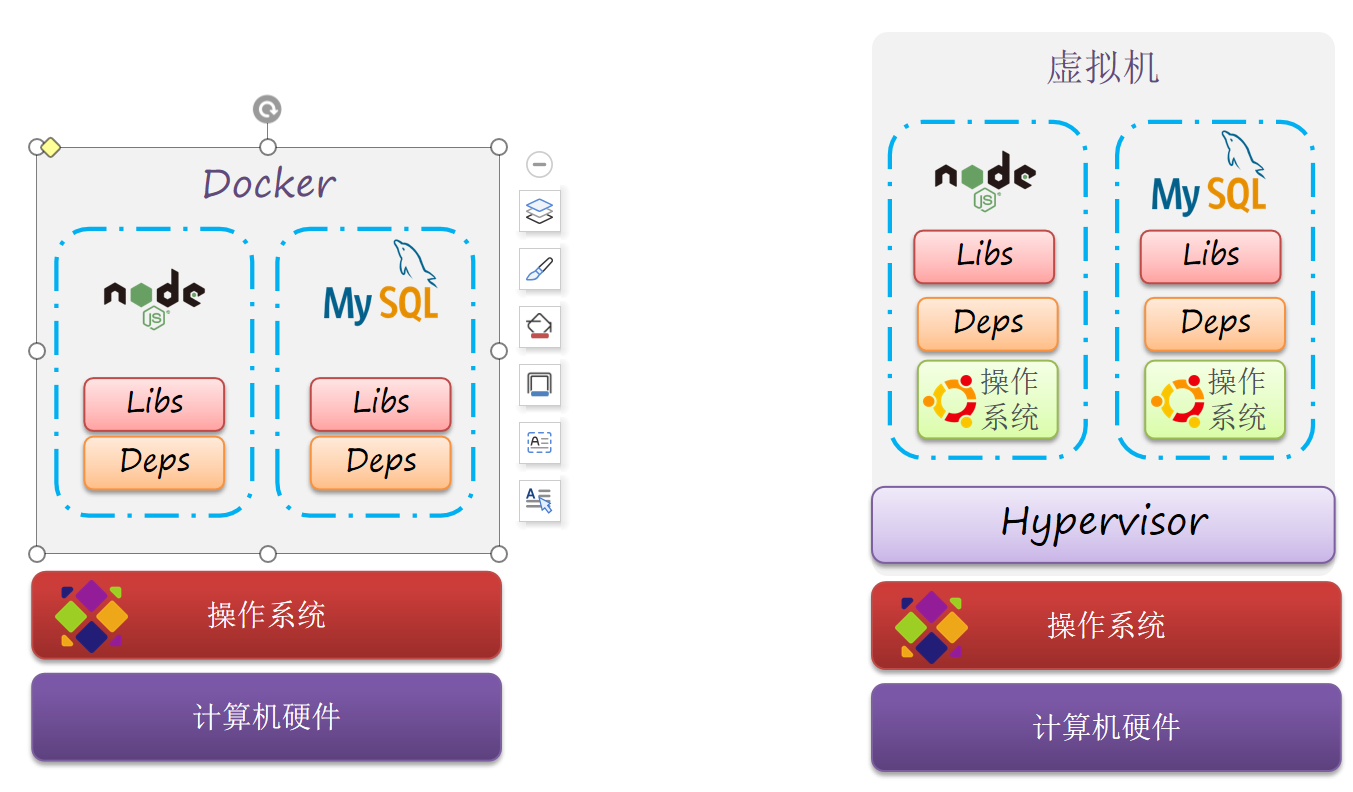 Docker
node
JS
MySQL
Libs
Libs
Deps
Deps
操作系统
计算机硬件
A
A
虚拟机
node
JS
MySQL
Libs
Libs
Deps
Deps
操作
系统
操作
系统
Hypervisor
操作系统
计算机硬件